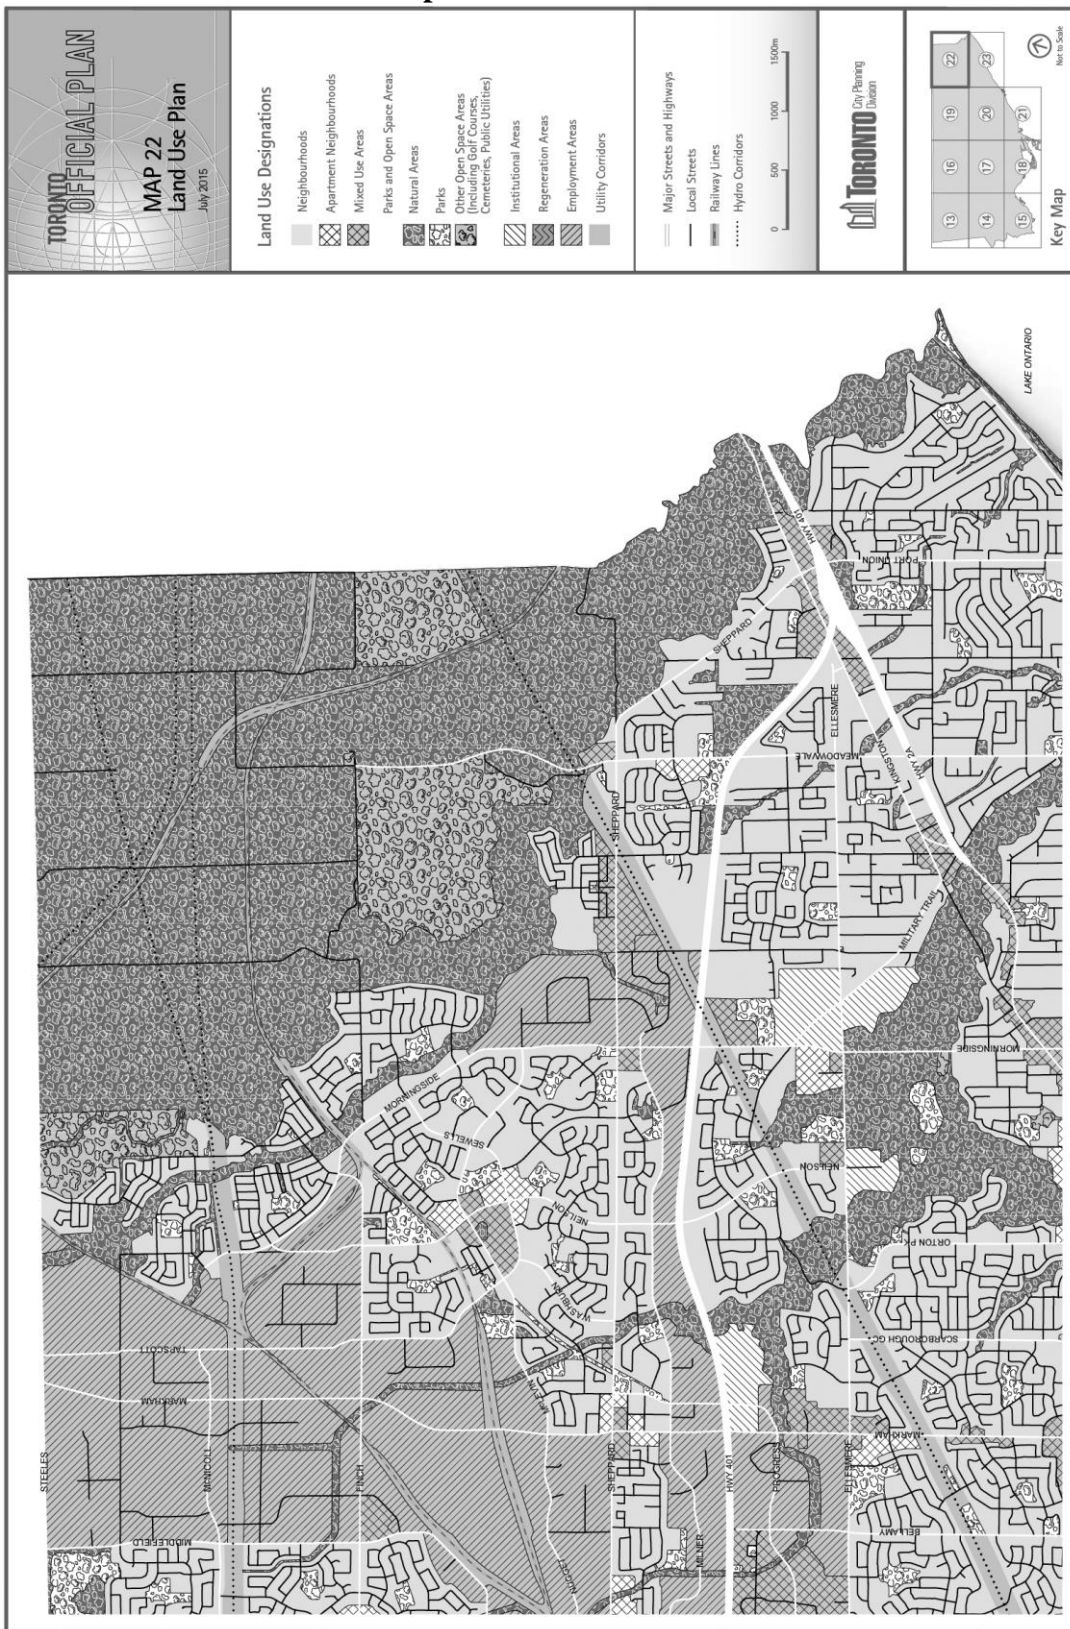 TORONTO
OFFICIAL PLAN
MAP 22
Land Use Plan
July 2015
Land Use Designations
Neighbourhoods
Apartment Neighbourhoods
Mixed Use Areas
Parks and Open Space Areas
Natural Areas
Parks
Other Open Space Areas
(Including Golf Courses,
Cemeteries, Public Utilities)
Institutional Areas
Regeneration Areas
Employment Areas
Utility Corridors
Major Streets and Highways
Local Streets
Railway Lines
Hydro Corridors
0 500 1000 1500m
TORONTO City Planning
Division
13 16 19 22
14 17 20 23
15 18 21
Key Map
Not to Scale
STEELES
MIDDLEFIELD
McNICOLL
MARKHAM
TAPSCOTT
FINCH
MORNINGSIDE
SEWELLS
NEILSON
WASHBURN
SHEPPARD
SHEPPARD
SHEPPARD
MILNER
HWY 401
HWY 401
PROGRESS
ELLESMERE
ELLESMERE
BELLAMY
MARKHAM
SCARBOROUGH GC
ORTON PK
NEILSON
MORNINGSIDE
MILITARY TRAIL
MEADOWVALE
KINGSTON
HWY 2A
PORT UNION
LAKE ONTARIO